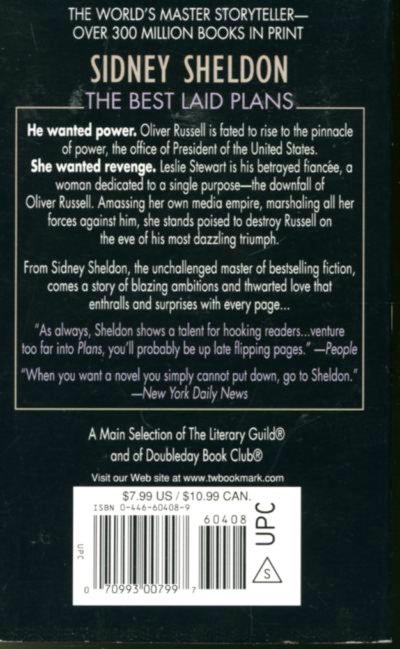 THE WORLD'S MASTER STORYTELLER—
OVER 300 MILLION BOOKS IN PRINT
SIDNEY SHELDON
THE BEST LAID PLANS
He wanted power. Oliver Russell is fated to rise to the pinnacle
of power, the office of President of the United States.
She wanted revenge. Leslie Stewart is his betrayed fiancée, a
woman dedicated to a single purpose—the downfall of
Oliver Russell. Amassing her own media empire, marshaling all her
forces against him, she stands poised to destroy Russell on
the eve of his most dazzling triumph.
From Sidney Sheldon, the unchallenged master of bestselling fiction,
comes a story of blazing ambitions and thwarted love that
enthralls and surprises with every page...
"As always, Sheldon shows a talent for hooking readers...venture
too far into Plans, you'll probably be up late flipping pages." —People
"When you want a novel you simply cannot put down, go to Sheldon."
—New York Daily News
A Main Selection of The Literary Guild®
and of Doubleday Book Club®
Visit our Web site at www.twbookmark.com
$7.99 US / $10.99 CAN.
ISBN 0-446-60408-9
60408
UPC
S
UPC
0 70993 00799 7